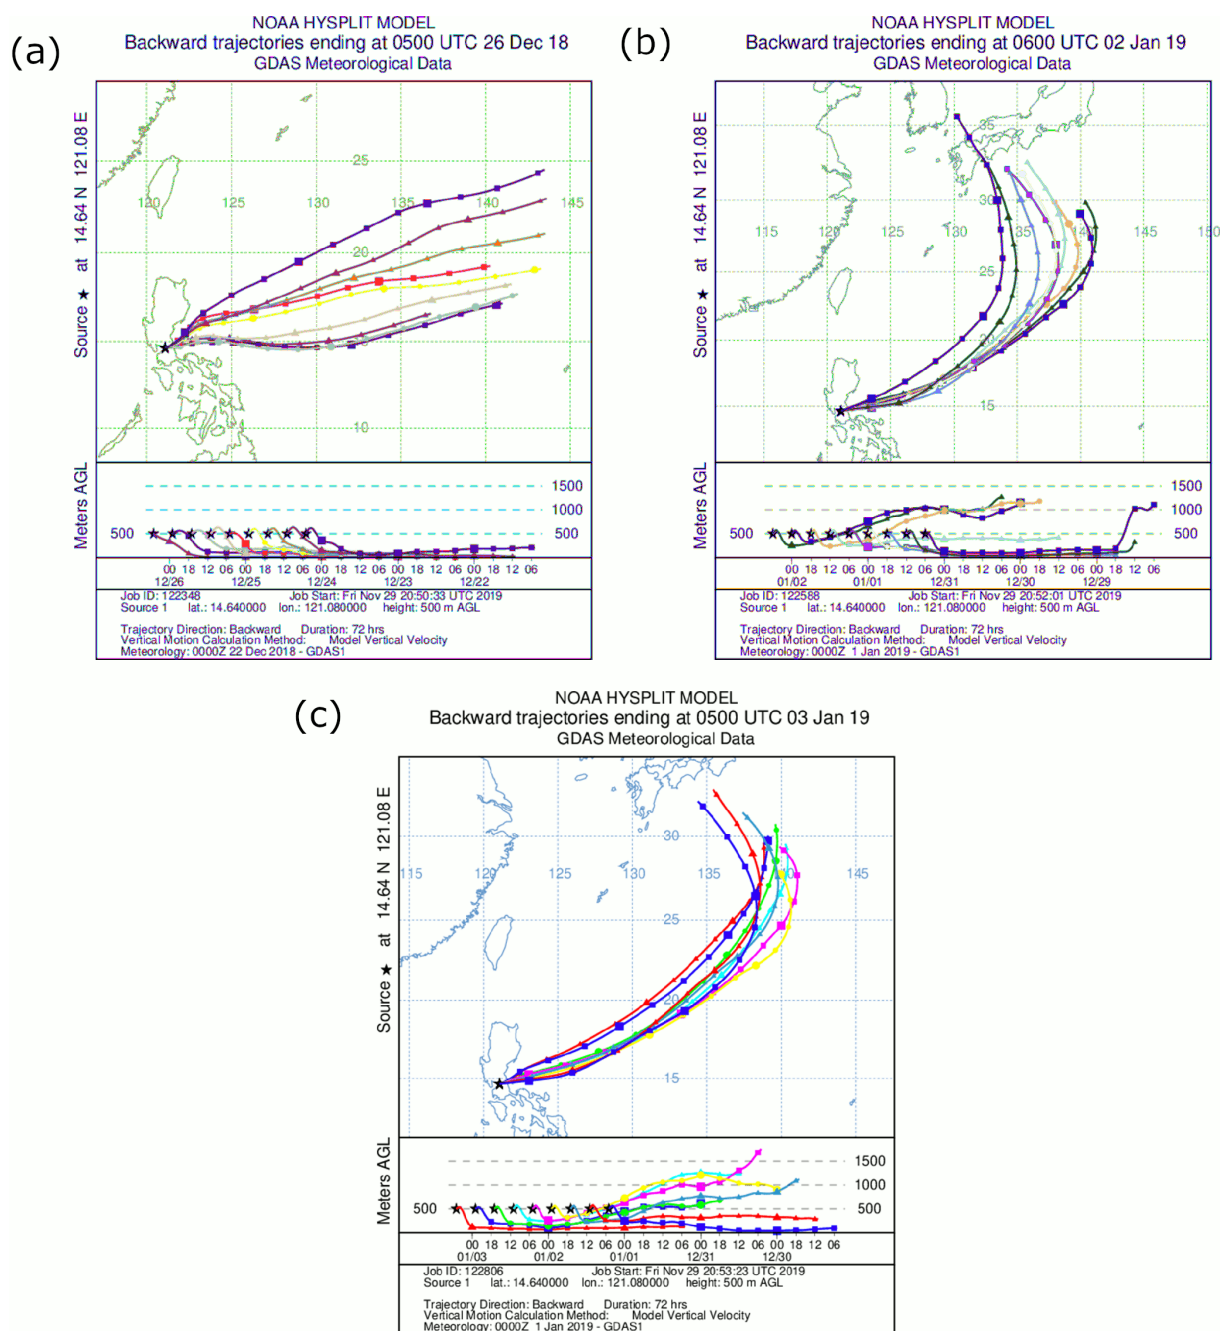 (a)
NOAA HYSPLIT MODEL
Backward trajectories ending at 0500 UTC 26 Dec 18
GDAS Meteorological Data
Source ★ at 14.64 N 121.08 E
25
120 125 130 135 140 145
20
10
Meters AGL
1500
1000
500 500
00 18 12 06 00 18 12 06 00 18 12 06 00 18 12 06 00 18 12 06
12/26 12/25 12/24 12/23 12/22
Job ID: 122348 Job Start: Fri Nov 29 20:50:33 UTC 2019
Source 1 lat.: 14.640000 lon.: 121.080000 height: 500 m AGL
Trajectory Direction: Backward Duration: 72 hrs
Vertical Motion Calculation Method: Model Vertical Velocity
Meteorology: 0000Z 22 Dec 2018 - GDAS1
(b)
NOAA HYSPLIT MODEL
Backward trajectories ending at 0600 UTC 02 Jan 19
GDAS Meteorological Data
Source ★ at 14.64 N 121.08 E
35
30
115 120 125 130 135 140 145 150
25
20
15
Meters AGL
1500
1000
500 500
00 18 12 06 00 18 12 06 00 18 12 06 00 18 12 06 00 18 12 06
01/02 01/01 12/31 12/30 12/29
Job ID: 122588 Job Start: Fri Nov 29 20:52:01 UTC 2019
Source 1 lat.: 14.640000 lon.: 121.080000 height: 500 m AGL
Trajectory Direction: Backward Duration: 72 hrs
Vertical Motion Calculation Method: Model Vertical Velocity
Meteorology: 0000Z 1 Jan 2019 - GDAS1
(c)
NOAA HYSPLIT MODEL
Backward trajectories ending at 0500 UTC 03 Jan 19
GDAS Meteorological Data
Source ★ at 14.64 N 121.08 E
30
115 120 125 130 135 140 145
25
20
15
Meters AGL
1500
1000
500 500
00 18 12 06 00 18 12 06 00 18 12 06 00 18 12 06 00 18 12 06
01/03 01/02 01/01 12/31 12/30
Job ID: 122806 Job Start: Fri Nov 29 20:53:23 UTC 2019
Source 1 lat.: 14.640000 lon.: 121.080000 height: 500 m AGL
Trajectory Direction: Backward Duration: 72 hrs
Vertical Motion Calculation Method: Model Vertical Velocity
Meteorology: 0000Z 1 Jan 2019 - GDAS1